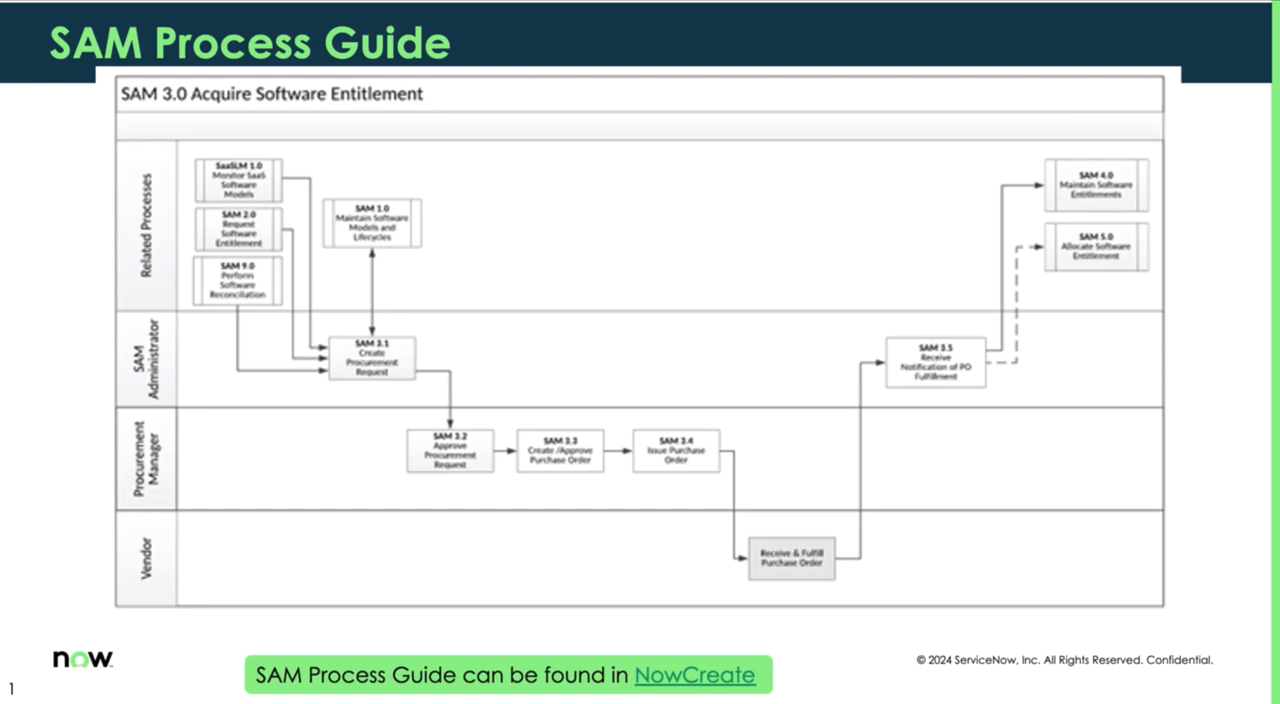 SAM Process Guide
SAM 3.0 Acquire Software Entitlement
Related Processes
SaaSLM 1.0
Monitor SaaS
Software
Models
SAM 2.0
Request
Software
Entitlement
SAM 9.0
Perform
Software
Reconciliation
SAM 1.0
Maintain Software
Models and
Lifecycles
SAM 4.0
Maintain Software
Entitlements
SAM 5.0
Allocate Software
Entitlement
SAM
Administrator
SAM 3.1
Create
Procurement
Request
SAM 3.5
Receive
Notification of PO
Fulfillment
Procurement
Manager
SAM 3.2
Approve
Procurement
Request
SAM 3.3
Create /Approve
Purchase Order
SAM 3.4
Issue Purchase
Order
Vendor
Receive & Fulfill
Purchase Order
now
SAM Process Guide can be found in NowCreate
© 2024 ServiceNow, Inc. All Rights Reserved. Confidential.
1